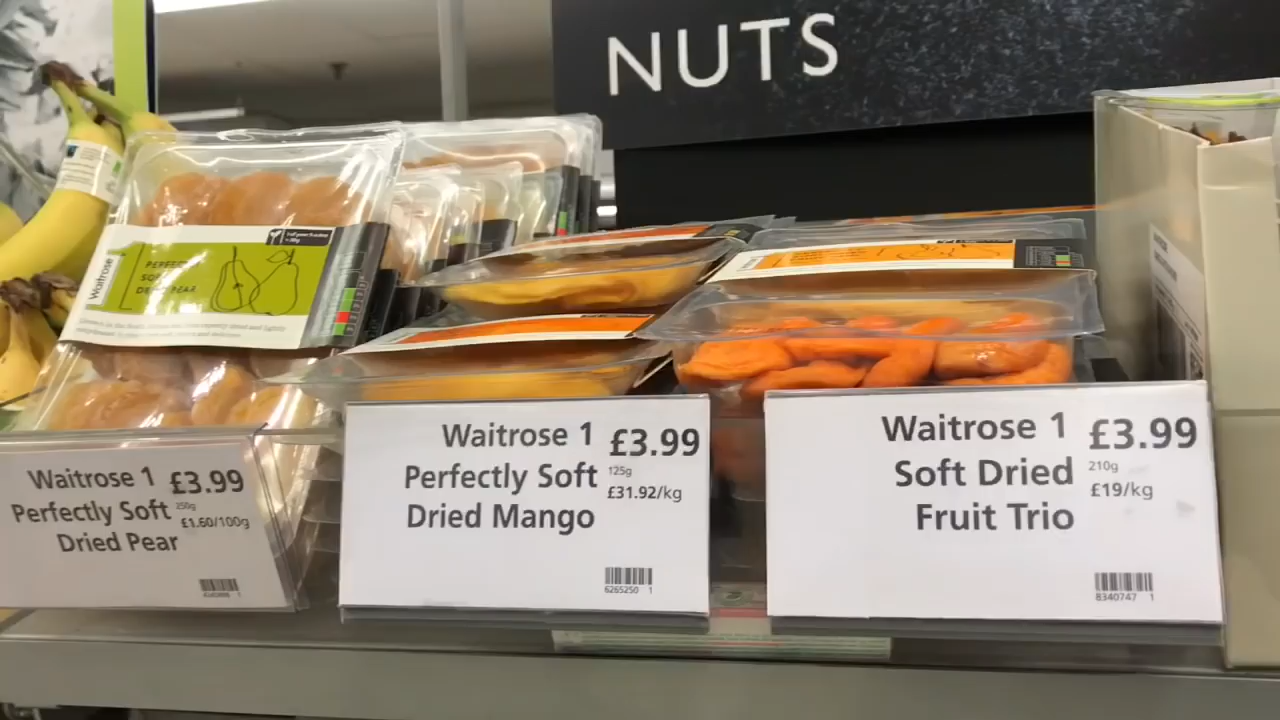 NUTS
Waitrose
PERFECTLY
SOFT
DRIED PEAR
Waitrose 1
Perfectly Soft
Dried Pear
£3.99
250g
£1.60/100g
Waitrose 1
Perfectly Soft
Dried Mango
£3.99
125g
£31.92/kg
6265250 1
Waitrose 1
Soft Dried
Fruit Trio
£3.99
210g
£19/kg
8340747 1